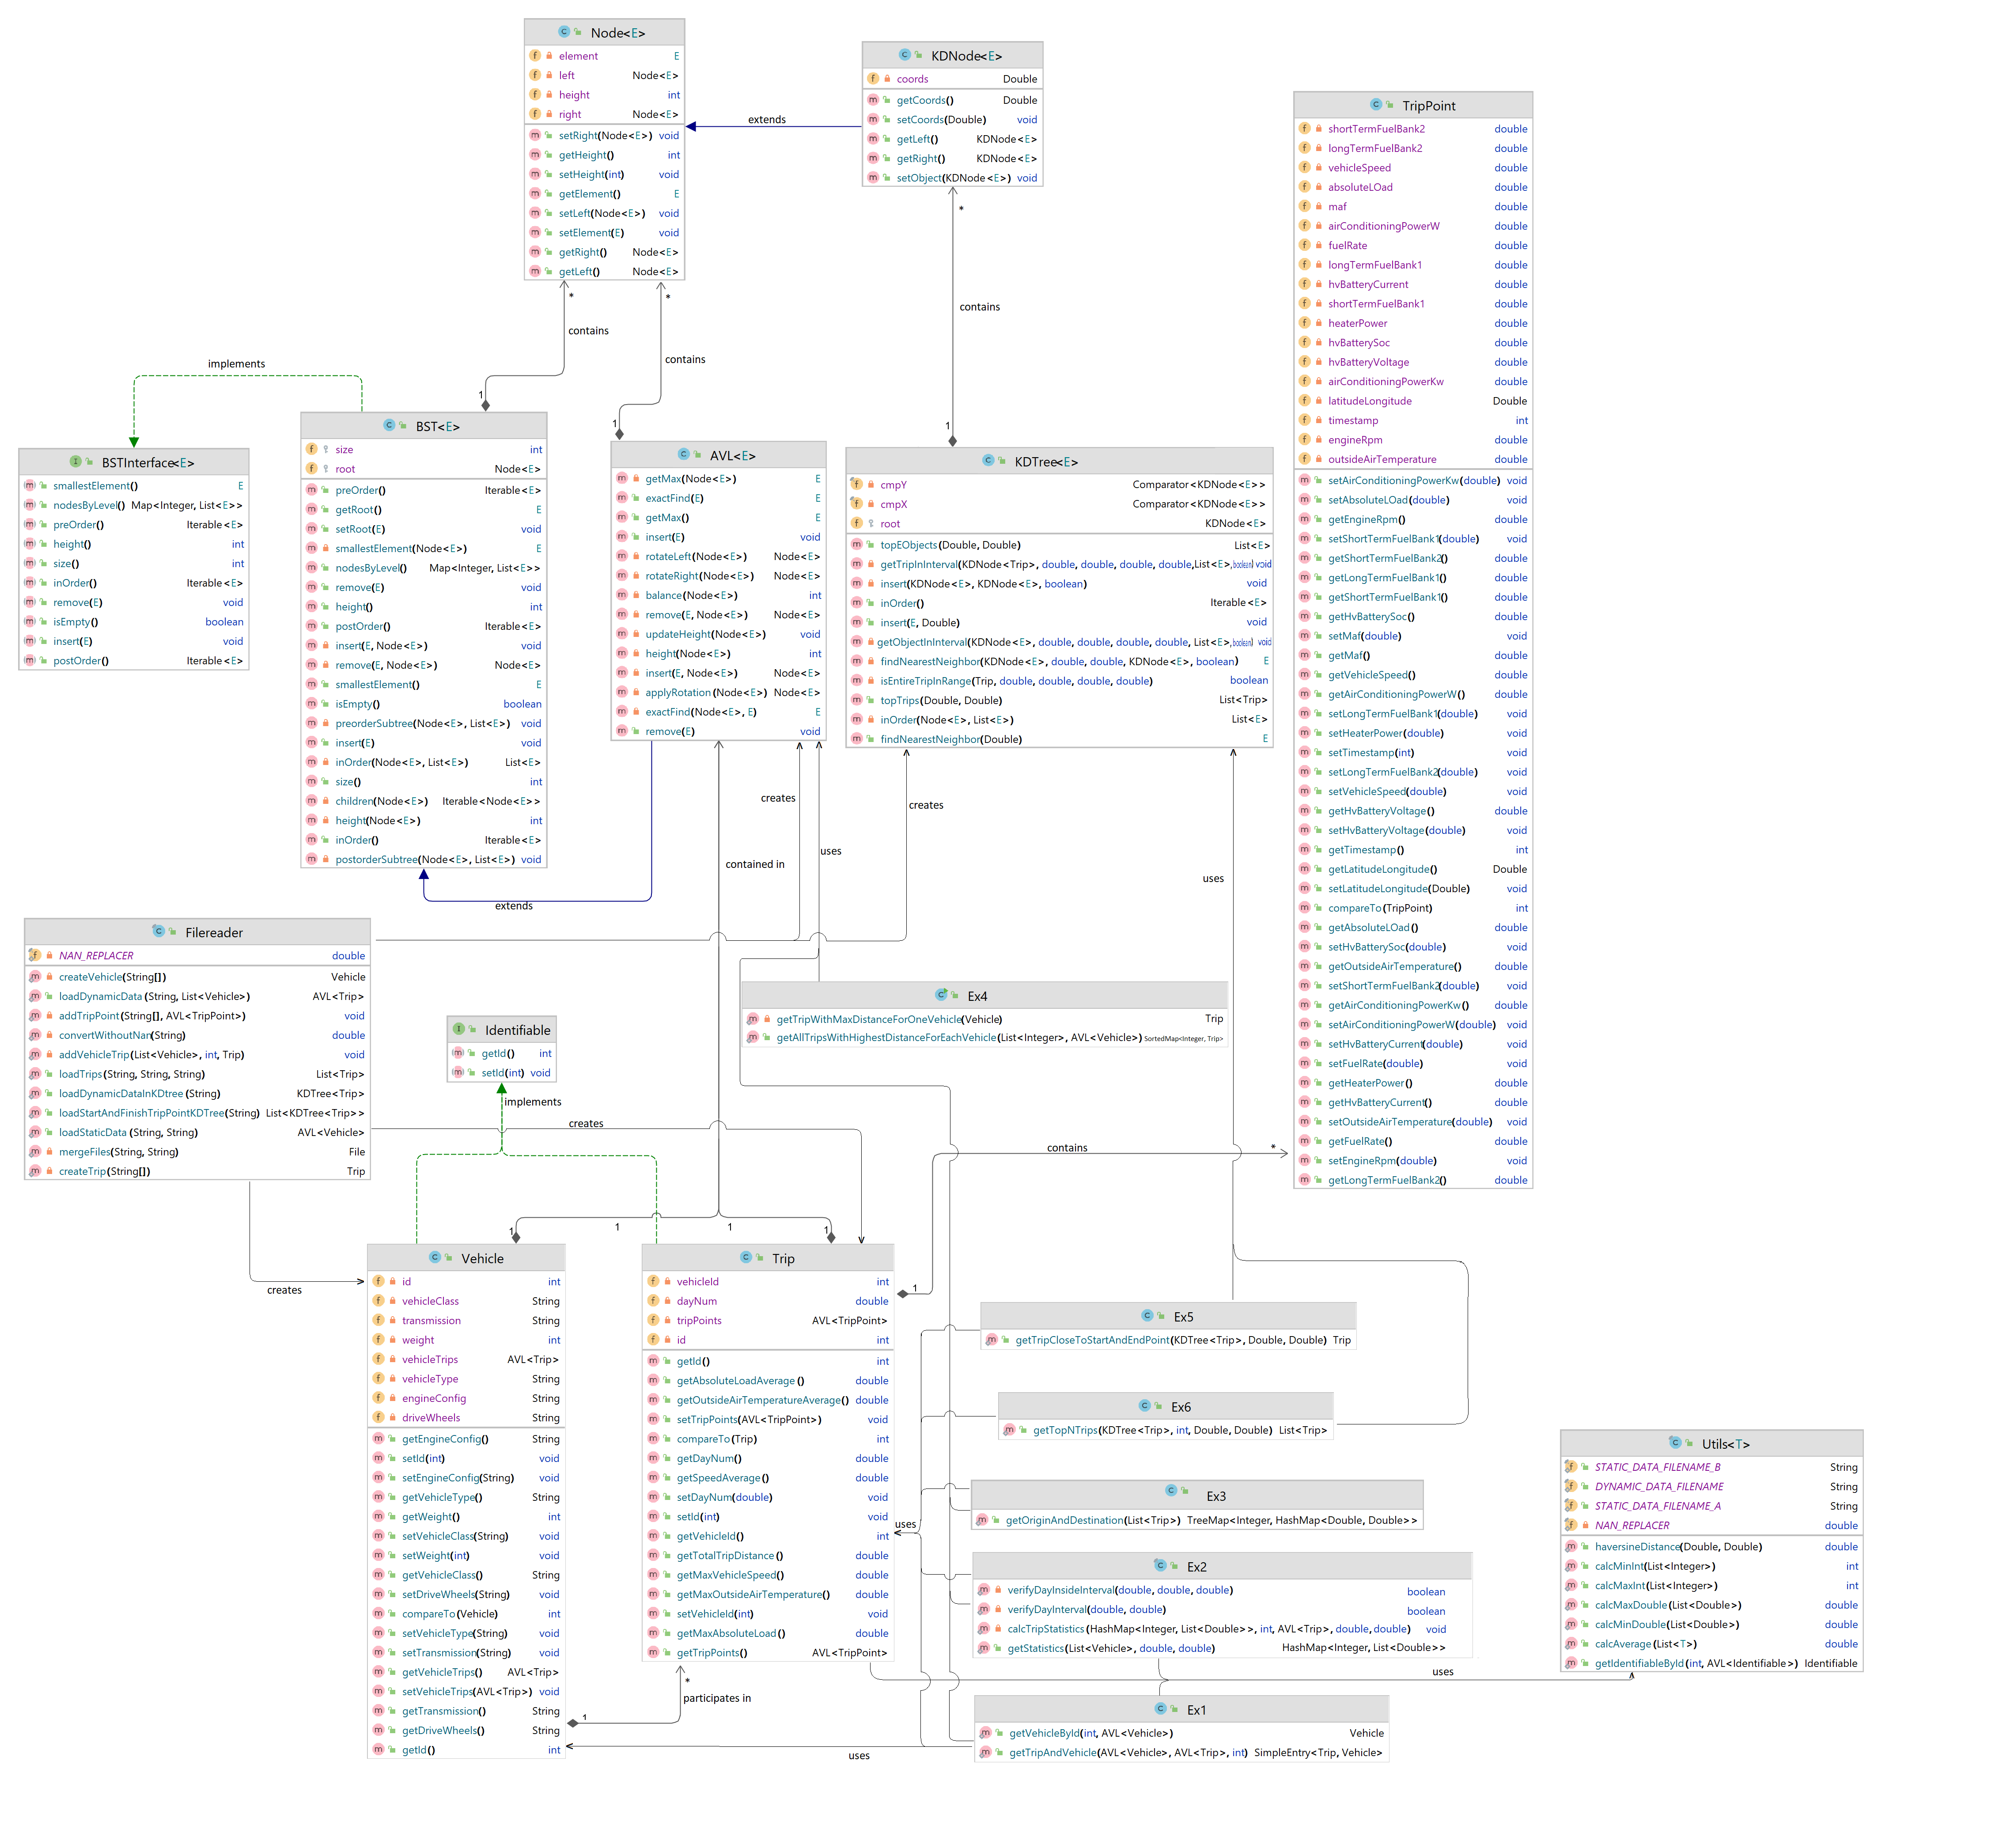 Node<E>
element E
left Node<E>
height int
right Node<E>
setRight(Node<E>) void
getHeight() int
setHeight(int) void
getElement() E
setLeft(Node<E>) void
setElement(E) void
getRight() Node<E>
getLeft() Node<E>
KDNode<E>
coords Double
getCoords() Double
setCoords(Double) void
getLeft() KDNode<E>
getRight() KDNode<E>
setObject(KDNode<E>) void
extends
TripPoint
shortTermFuelBank2 double
longTermFuelBank2 double
vehicleSpeed double
absoluteLOad double
maf double
airConditioningPowerW double
fuelRate double
longTermFuelBank1 double
hvBatteryCurrent double
shortTermFuelBank1 double
heaterPower double
hvBatterySoc double
hvBatteryVoltage double
airConditioningPowerKw double
latitudeLongitude Double
timestamp int
engineRpm double
outsideAirTemperature double
setAirConditioningPowerKw(double) void
setAbsoluteLOad(double) void
getEngineRpm() double
setShortTermFuelBank1(double) void
getShortTermFuelBank2() double
getLongTermFuelBank1() double
getShortTermFuelBank1() double
getHvBatterySoc() double
setMaf(double) void
getMaf() double
getVehicleSpeed() double
getAirConditioningPowerW() double
setLongTermFuelBank1(double) void
setHeaterPower(double) void
setTimestamp(int) void
setLongTermFuelBank2(double) void
setVehicleSpeed(double) void
getHvBatteryVoltage() double
setHvBatteryVoltage(double) void
getTimestamp() int
getLatitudeLongitude() Double
setLatitudeLongitude(Double) void
compareTo(TripPoint) int
getAbsoluteLOad() double
setHvBatterySoc(double) void
getOutsideAirTemperature() double
setShortTermFuelBank2(double) void
getAirConditioningPowerKw() double
setAirConditioningPowerW(double) void
setHvBatteryCurrent(double) void
setFuelRate(double) void
getHeaterPower() double
getHvBatteryCurrent() double
setOutsideAirTemperature(double) void
getFuelRate() double
setEngineRpm(double) void
getLongTermFuelBank2() double
*
contains
1
*
contains
1
*
contains
1
implements
BSTInterface<E>
smallestElement() E
nodesByLevel() Map<Integer, List<E>>
preOrder() Iterable<E>
height() int
size() int
inOrder() Iterable<E>
remove(E) void
isEmpty() boolean
insert(E) void
postOrder() Iterable<E>
BST<E>
size int
root Node<E>
preOrder() Iterable<E>
getRoot() E
setRoot(E) void
smallestElement(Node<E>) E
nodesByLevel() Map<Integer, List<E>>
remove(E) void
height() int
postOrder() Iterable<E>
insert(E, Node<E>) void
remove(E, Node<E>) Node<E>
smallestElement() E
isEmpty() boolean
preorderSubtree(Node<E>, List<E>) void
insert(E) void
inOrder(Node<E>, List<E>) List<E>
size() int
children(Node<E>) Iterable<Node<E>>
height(Node<E>) int
inOrder() Iterable<E>
postorderSubtree(Node<E>, List<E>) void
AVL<E>
getMax(Node<E>) E
exactFind(E) E
getMax() E
insert(E) void
rotateLeft(Node<E>) Node<E>
rotateRight(Node<E>) Node<E>
balance(Node<E>) int
remove(E, Node<E>) Node<E>
updateHeight(Node<E>) void
height(Node<E>) int
insert(E, Node<E>) Node<E>
applyRotation(Node<E>) Node<E>
exactFind(Node<E>, E) E
remove(E) void
KDTree<E>
cmpY Comparator<KDNode<E>>
cmpX Comparator<KDNode<E>>
root KDNode<E>
topEObjects(Double, Double) List<E>
getTripInInterval(KDNode<Trip>, double, double, double, double,List<E>,boolean) void
insert(KDNode<E>, KDNode<E>, boolean) void
inOrder() Iterable<E>
insert(E, Double) void
getObjectInInterval(KDNode<E>, double, double, double, double, List<E>,boolean) void
findNearestNeighbor(KDNode<E>, double, double, KDNode<E>, boolean) E
isEntireTripInRange(Trip, double, double, double, double) boolean
topTrips(Double, Double) List<Trip>
inOrder(Node<E>, List<E>) List<E>
findNearestNeighbor(Double) E
creates
creates
uses
contained in
uses
extends
Filereader
NAN_REPLACER double
createVehicle(String[]) Vehicle
loadDynamicData(String, List<Vehicle>) AVL<Trip>
addTripPoint(String[], AVL<TripPoint>) void
convertWithoutNan(String) double
addVehicleTrip(List<Vehicle>, int, Trip) void
loadTrips(String, String, String) List<Trip>
loadDynamicDataInKDtree(String) KDTree<Trip>
loadStartAndFinishTripPointKDTree(String) List<KDTree<Trip>>
loadStaticData(String, String) AVL<Vehicle>
mergeFiles(String, String) File
createTrip(String[]) Trip
Ex4
getTripWithMaxDistanceForOneVehicle(Vehicle) Trip
getAllTripsWithHighestDistanceForEachVehicle(List<Integer>, AVL<Vehicle>) SortedMap<Integer, Trip>
Identifiable
getId() int
setId(int) void
implements
creates
contains
*
1
1
1
1
creates
Vehicle
id int
vehicleClass String
transmission String
weight int
vehicleTrips AVL<Trip>
vehicleType String
engineConfig String
driveWheels String
getEngineConfig() String
setId(int) void
setEngineConfig(String) void
getVehicleType() String
getWeight() int
setVehicleClass(String) void
setWeight(int) void
getVehicleClass() String
setDriveWheels(String) void
compareTo(Vehicle) int
setVehicleType(String) void
setTransmission(String) void
getVehicleTrips() AVL<Trip>
setVehicleTrips(AVL<Trip>) void
getTransmission() String
getDriveWheels() String
getId() int
Trip
vehicleId int
dayNum double
tripPoints AVL<TripPoint>
id int
getId() int
getAbsoluteLoadAverage() double
getOutsideAirTemperatureAverage() double
setTripPoints(AVL<TripPoint>) void
compareTo(Trip) int
getDayNum() double
getSpeedAverage() double
setDayNum(double) void
setId(int) void
getVehicleId() int
getTotalTripDistance() double
getMaxVehicleSpeed() double
getMaxOutsideAirTemperature() double
setVehicleId(int) void
getMaxAbsoluteLoad() double
getTripPoints() AVL<TripPoint>
1
Ex5
getTripCloseToStartAndEndPoint(KDTree<Trip>, Double, Double) Trip
Ex6
getTopNTrips(KDTree<Trip>, int, Double, Double) List<Trip>
Ex3
getOriginAndDestination(List<Trip>) TreeMap<Integer, HashMap<Double, Double>>
uses
Ex2
verifyDayInsideInterval(double, double, double) boolean
verifyDayInterval(double, double) boolean
calcTripStatistics(HashMap<Integer, List<Double>>, int, AVL<Trip>, double,double) void
getStatistics(List<Vehicle>, double, double) HashMap<Integer, List<Double>>
Utils<T>
STATIC_DATA_FILENAME_B String
DYNAMIC_DATA_FILENAME String
STATIC_DATA_FILENAME_A String
NAN_REPLACER double
haversineDistance(Double, Double) double
calcMinInt(List<Integer>) int
calcMaxInt(List<Integer>) int
calcMaxDouble(List<Double>) double
calcMinDouble(List<Double>) double
calcAverage(List<T>) double
getIdentifiableById(int, AVL<Identifiable>) Identifiable
uses
*
participates in
1
Ex1
getVehicleById(int, AVL<Vehicle>) Vehicle
getTripAndVehicle(AVL<Vehicle>, AVL<Trip>, int) SimpleEntry<Trip, Vehicle>
uses